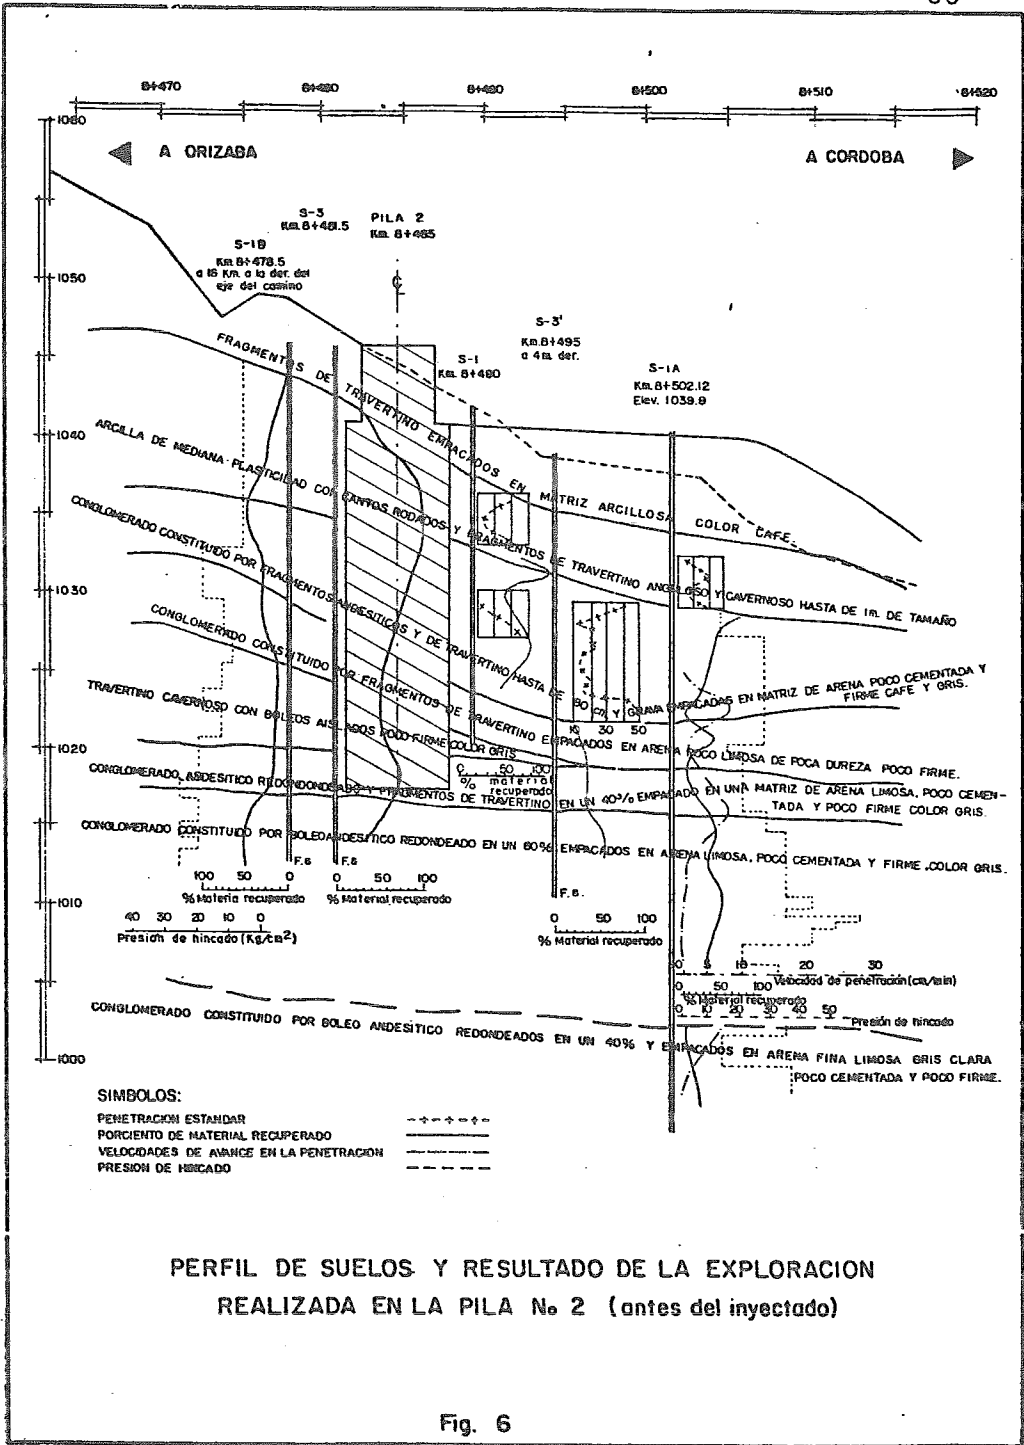 8+470 8+480 8+490 8+500 8+510 8+520
1060
A ORIZABA
A CORDOBA
S-3
Km. 8+481.5
PILA 2
Km. 8+485
S-1B
Km 8+478.5
a 15 Km a la der. del
eje del camino
1050
S-3'
Km.8+495
a 4m. der.
S-1
Km. 8+490
S-1A
Km.8+502.12
Elev. 1039.9
FRAGMENTOS DE TRAVERTINO EMPACADOS EN MATRIZ ARCILLOSA COLOR CAFE
1040
ARCILLA DE MEDIANA PLASTICIDAD CON CANTOS RODADOS Y FRAGMENTOS DE TRAVERTINO ANGULOSO Y CAVERNOSO HASTA DE 1m. DE TAMAÑO
CONGLOMERADO CONSTITUIDO POR FRAGMENTOS ANDESITICOS Y DE TRAVERTINO HASTA DE 90 cm Y GRAVA EMPACADAS EN MATRIZ DE ARENA POCO CEMENTADA Y
FIRME CAFE Y GRIS.
1030
CONGLOMERADO CONSTITUIDO POR FRAGMENTOS DE TRAVERTINO EMPACADOS EN ARENA POCO LIMOSA DE POCA DUREZA POCO FIRME.
10 30 50
TRAVERTINO CAVERNOSO CON BOLEOS AISLADOS POCO FIRME COLOR GRIS
1020
0 50 100
% material
recuperado
CONGLOMERADO ANDESITICO REDONDONDEADO Y FRAGMENTOS DE TRAVERTINO EN UN 40% EMPACADO EN UNA MATRIZ DE ARENA LIMOSA, POCO CEMEN-
TADA Y POCO FIRME COLOR GRIS.
CONGLOMERADO CONSTITUIDO POR BOLEO ANDESITICO REDONDEADO EN UN 60% EMPACADOS EN ARENA LIMOSA, POCO CEMENTADA Y FIRME .COLOR GRIS.
F.6 F.6
F.6.
100 50 0 0 50 100
% Materia recuperado % Material recuperado
1010
40 30 20 10 0
Presión de hincado (Kg/cm²)
0 50 100
% Material recuperado
0 5 10 20 30
Velocidad de penetración (cm/min)
0 50 100
% Material recuperado
0 10 20 30 40 50
Presión de hincado
CONGLOMERADO CONSTITUIDO POR BOLEO ANDESITICO REDONDEADOS EN UN 40% Y EMPACADOS EN ARENA FINA LIMOSA GRIS CLARA
POCO CEMENTADA Y POCO FIRME.
1000
SIMBOLOS:
PENETRACION ESTANDAR
PORCIENTO DE MATERIAL RECUPERADO
VELOCIDADES DE AVANCE EN LA PENETRACION
PRESION DE HINCADO
PERFIL DE SUELOS Y RESULTADO DE LA EXPLORACION
REALIZADA EN LA PILA No 2 (antes del inyectado)
Fig. 6